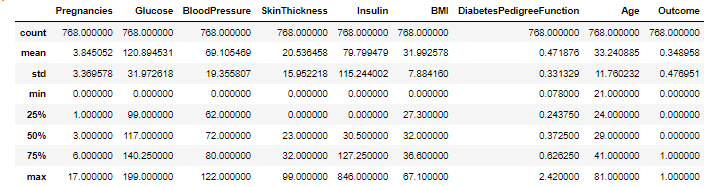 Pregnancies Glucose BloodPressure SkinThickness Insulin BMI DiabetesPedigreeFunction Age Outcome
count 768.000000 768.000000 768.000000 768.000000 768.000000 768.000000 768.000000 768.000000 768.000000
mean 3.845052 120.894531 69.105469 20.536458 79.799479 31.992578 0.471876 33.240885 0.348958
std 3.369578 31.972618 19.355807 15.952218 115.244002 7.884160 0.331329 11.760232 0.476951
min 0.000000 0.000000 0.000000 0.000000 0.000000 0.000000 0.078000 21.000000 0.000000
25% 1.000000 99.000000 62.000000 0.000000 0.000000 27.300000 0.243750 24.000000 0.000000
50% 3.000000 117.000000 72.000000 23.000000 30.500000 32.000000 0.372500 29.000000 0.000000
75% 6.000000 140.250000 80.000000 32.000000 127.250000 36.600000 0.626250 41.000000 1.000000
max 17.000000 199.000000 122.000000 99.000000 846.000000 67.100000 2.420000 81.000000 1.000000